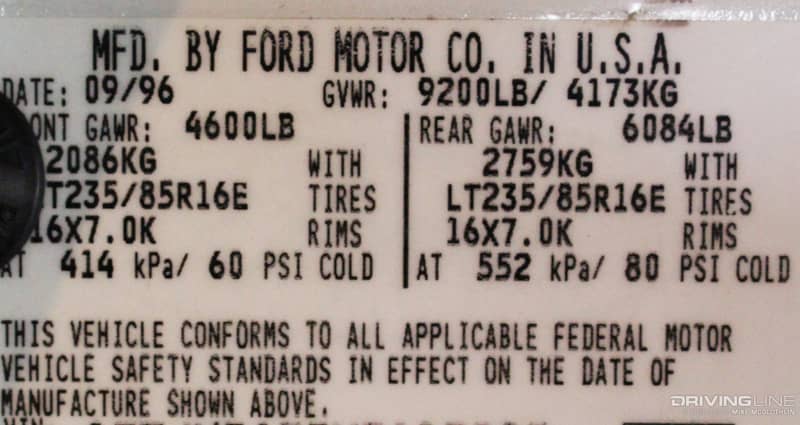 MFD. BY FORD MOTOR CO. IN U.S.A.
DATE: 09/96 GVWR: 9200LB/ 4173KG
ONT GAWR: 4600LB REAR GAWR: 6084LB
2086KG WITH 2759KG WITH
LT235/85R16E TIRES LT235/85R16E TIRES
16X7.0K RIMS 16X7.0K RIMS
AT 414 kPa/ 60 PSI COLD AT 552 kPa/ 80 PSI COLD
THIS VEHICLE CONFORMS TO ALL APPLICABLE FEDERAL MOTOR
VEHICLE SAFETY STANDARDS IN EFFECT ON THE DATE OF
MANUFACTURE SHOWN ABOVE.
DRIVINGLINE
MIKE MCGLOTHLIN